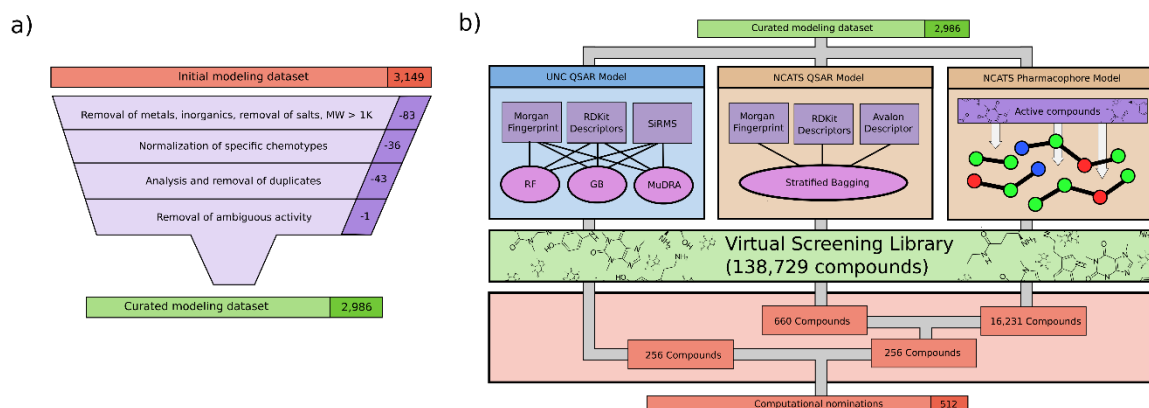 a)
Initial modeling dataset 3,149
Removal of metals, inorganics, removal of salts, MW > 1K -83
Normalization of specific chemotypes -36
Analysis and removal of duplicates -43
Removal of ambiguous activity -1
Curated modeling dataset 2,986
b)
Curated modeling dataset 2,986
UNC QSAR Model
Morgan
Fingerprint
RDKit
Descriptors
SiRMS
RF
GB
MuDRA
NCATS QSAR Model
Morgan
Fingerprint
RDKit
Descriptors
Avalon
Descriptor
Stratified Bagging
NCATS Pharmacophore Model
Active compounds
Virtual Screening Library
(138,729 compounds)
660 Compounds
16,231 Compounds
256 Compounds
256 Compounds
Computational nominations 512